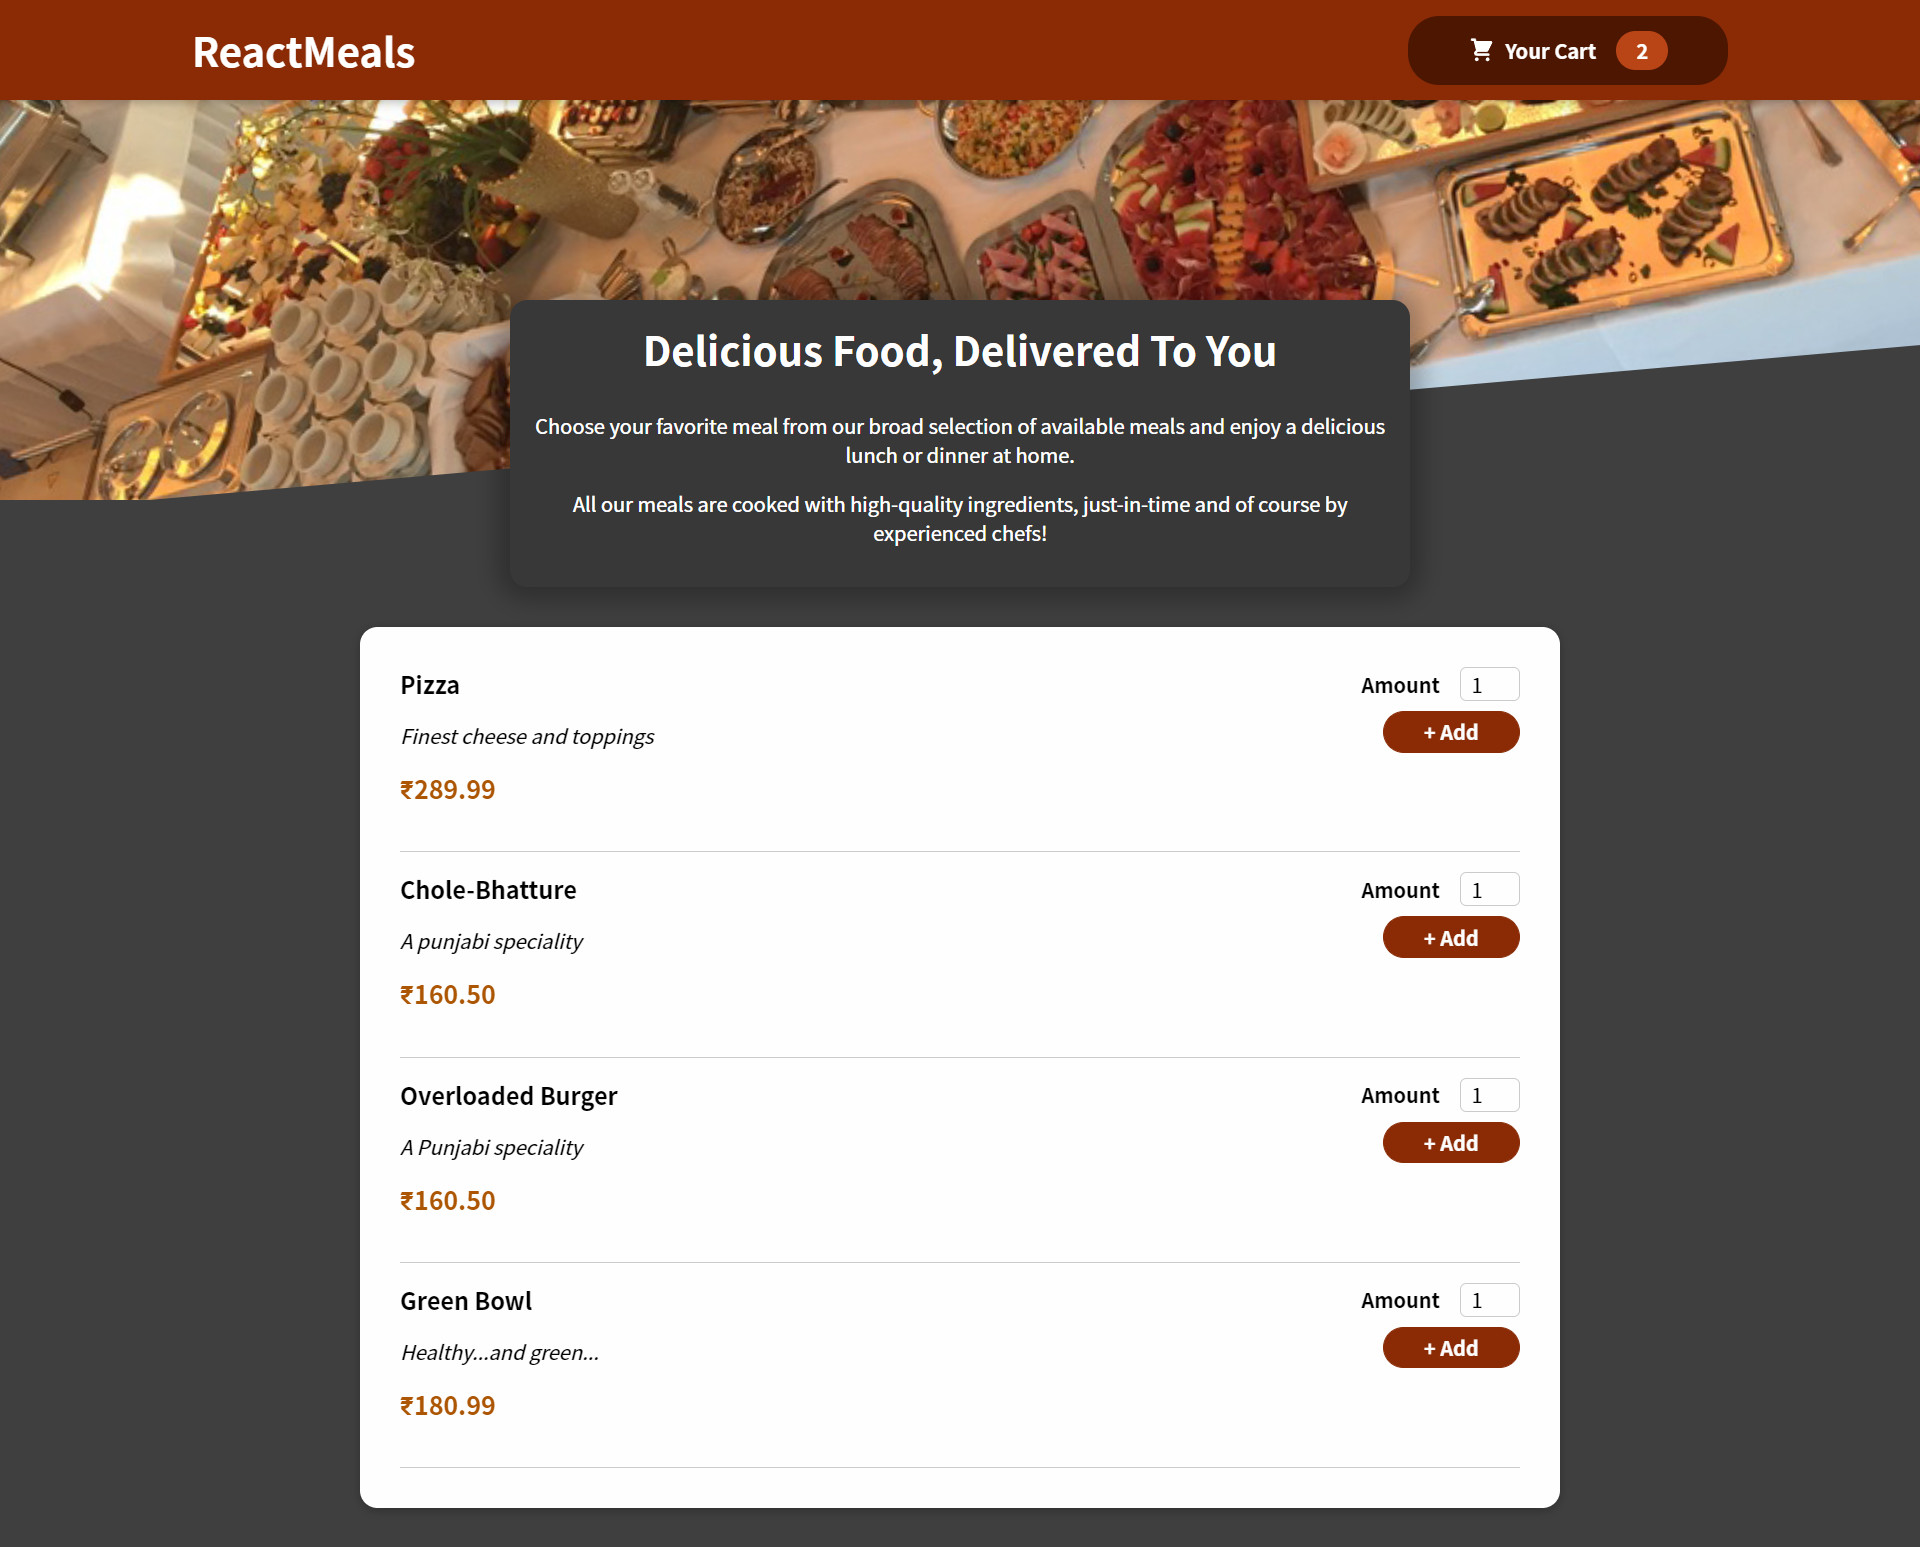 ReactMeals
Your Cart 2
Delicious Food, Delivered To You
Choose your favorite meal from our broad selection of available meals and enjoy a delicious
lunch or dinner at home.
All our meals are cooked with high-quality ingredients, just-in-time and of course by
experienced chefs!
Pizza
Amount 1
Finest cheese and toppings
+ Add
₹289.99
Chole-Bhatture
Amount 1
A punjabi speciality
+ Add
₹160.50
Overloaded Burger
Amount 1
A Punjabi speciality
+ Add
₹160.50
Green Bowl
Amount 1
Healthy...and green...
+ Add
₹180.99